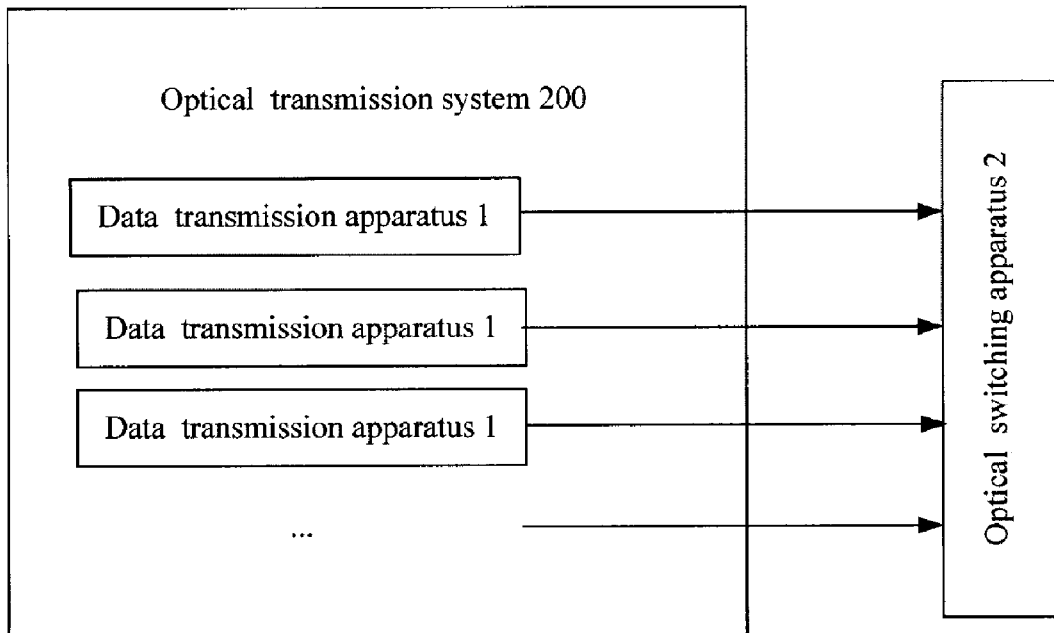 Optical transmission system 200
Data transmission apparatus 1
Data transmission apparatus 1
Data transmission apparatus 1
...
Optical switching apparatus 2